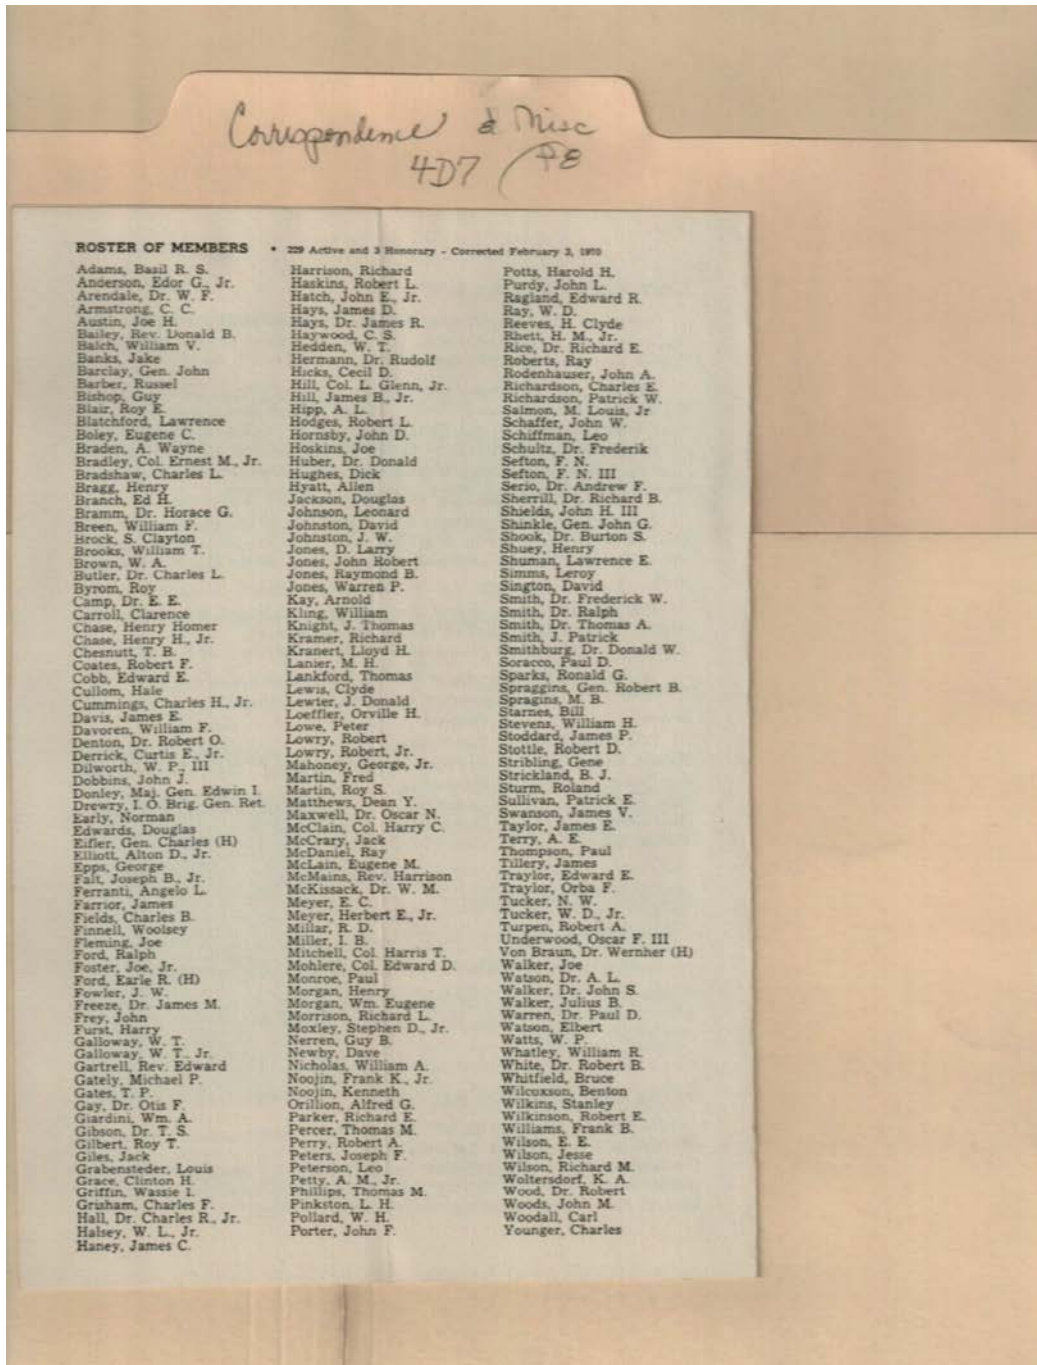 Correspondence & Misc
4D7
ROSTER OF MEMBERS • 229 Active and 3 Honorary - Corrected February 3, 1970
Adams, Basil R. S.
Anderson, Edor G., Jr.
Arendale, Dr. W. F.
Armstrong, C. C.
Austin, Joe H.
Bailey, Rev. Donald B.
Balch, William V.
Banks, Jake
Barclay, Gen. John
Barber, Russel
Bishop, Guy
Blair, Roy E.
Blatchford, Lawrence
Boley, Eugene C.
Braden, A. Wayne
Bradley, Col. Ernest M., Jr.
Bradshaw, Charles L.
Bragg, Henry
Branch, Ed H.
Bramm, Dr. Horace G.
Breen, William F.
Brock, S. Clayton
Brooks, William T.
Brown, W. A.
Butler, Dr. Charles L.
Byrom, Roy
Camp, Dr. E. E.
Carroll, Clarence
Chase, Henry Homer
Chase, Henry H., Jr.
Chesnutt, T. B.
Coates, Robert F.
Cobb, Edward E.
Cullom, Hale
Cummings, Charles H., Jr.
Davis, James E.
Davoren, William F.
Denton, Dr. Robert O.
Derrick, Curtis E., Jr.
Dilworth, W. P., III
Dobbins, John J.
Donley, Maj. Gen. Edwin I.
Drewry, I. O. Brig. Gen. Ret.
Early, Norman
Edwards, Douglas
Eifler, Gen. Charles (H)
Elliott, Alton D., Jr.
Epps, George
Falt, Joseph B., Jr.
Ferranti, Angelo L.
Farrior, James
Fields, Charles B.
Finnell, Woolsey
Fleming, Joe
Ford, Ralph
Foster, Joe, Jr.
Ford, Earle R. (H)
Fowler, J. W.
Freeze, Dr. James M.
Frey, John
Furst, Harry
Galloway, W. T.
Galloway, W. T., Jr.
Gartrell, Rev. Edward
Gately, Michael P.
Gates, T. P.
Gay, Dr. Otis F.
Giardini, Wm. A.
Gibson, Dr. T. S.
Gilbert, Roy T.
Giles, Jack
Grabensteder, Louis
Grace, Clinton H.
Griffin, Wassie I.
Grisham, Charles F.
Hall, Dr. Charles R., Jr.
Halsey, W. L., Jr.
Haney, James C.
Harrison, Richard
Haskins, Robert L.
Hatch, John E., Jr.
Hays, James D.
Hays, Dr. James R.
Haywood, C. S.
Hedden, W. T.
Hermann, Dr. Rudolf
Hicks, Cecil D.
Hill, Col. L. Glenn, Jr.
Hill, James B., Jr.
Hipp, A. L.
Hodges, Robert L.
Hornsby, John D.
Hoskins, Joe
Huber, Dr. Donald
Hughes, Dick
Hyatt, Allen
Jackson, Douglas
Johnson, Leonard
Johnston, David
Johnston, J. W.
Jones, D. Larry
Jones, John Robert
Jones, Raymond B.
Jones, Warren P.
Kay, Arnold
Kling, William
Knight, J. Thomas
Kramer, Richard
Kranert, Lloyd H.
Lanier, M. H.
Lankford, Thomas
Lewis, Clyde
Lewter, J. Donald
Loeffler, Orville H.
Lowe, Peter
Lowry, Robert
Lowry, Robert, Jr.
Mahoney, George, Jr.
Martin, Fred
Martin, Roy S.
Matthews, Dean Y.
Maxwell, Dr. Oscar N.
McClain, Col. Harry C.
McCrary, Jack
McDaniel, Ray
McLain, Eugene M.
McMains, Rev. Harrison
McKissack, Dr. W. M.
Meyer, E. C.
Meyer, Herbert E., Jr.
Millar, R. D.
Miller, I. B.
Mitchell, Col. Harris T.
Mohlere, Col. Edward D.
Monroe, Paul
Morgan, Henry
Morgan, Wm. Eugene
Morrison, Richard L.
Moxley, Stephen D., Jr.
Nerren, Guy B.
Newby, Dave
Nicholas, William A.
Noojin, Frank K., Jr.
Noojin, Kenneth
Orillion, Alfred G.
Parker, Richard E.
Percer, Thomas M.
Perry, Robert A.
Peters, Joseph F.
Peterson, Leo
Petty, A. M., Jr.
Phillips, Thomas M.
Pinkston, L. H.
Pollard, W. H.
Porter, John F.
Potts, Harold H.
Purdy, John L.
Ragland, Edward R.
Ray, W. D.
Reeves, H. Clyde
Rhett, H. M., Jr.
Rice, Dr. Richard E.
Roberts, Ray
Rodenhauser, John A.
Richardson, Charles E.
Richardson, Patrick W.
Salmon, M. Louis, Jr
Schaffer, John W.
Schiffman, Leo
Schultz, Dr. Frederik
Sefton, F. N.
Sefton, F. N. III
Serio, Dr. Andrew F.
Sherrill, Dr. Richard B.
Shields, John H. III
Shinkle, Gen. John G.
Shook, Dr. Burton S.
Shuey, Henry
Shuman, Lawrence E.
Simms, Leroy
Sington, David
Smith, Dr. Frederick W.
Smith, Dr. Ralph
Smith, Dr. Thomas A.
Smith, J. Patrick
Smithburg, Dr. Donald W.
Soracco, Paul D.
Sparks, Ronald G.
Spraggins, Gen. Robert B.
Spragins, M. B.
Starnes, Bill
Stevens, William H.
Stoddard, James P.
Stottle, Robert D.
Stribling, Gene
Strickland, B. J.
Sturm, Roland
Sullivan, Patrick E.
Swanson, James V.
Taylor, James E.
Terry, A. E.
Thompson, Paul
Tillery, James
Traylor, Edward E.
Traylor, Orba F.
Tucker, N. W.
Tucker, W. D., Jr.
Turpen, Robert A.
Underwood, Oscar F. III
Von Braun, Dr. Wernher (H)
Walker, Joe
Watson, Dr. A. L.
Walker, Dr. John S.
Walker, Julius B.
Warren, Dr. Paul D.
Watson, Elbert
Watts, W. P.
Whatley, William R.
White, Dr. Robert B.
Whitfield, Bruce
Wilcoxson, Benton
Wilkins, Stanley
Wilkinson, Robert E.
Williams, Frank B.
Wilson, E. E.
Wilson, Jesse
Wilson, Richard M.
Woltersdorf, K. A.
Wood, Dr. Robert
Woods, John M.
Woodall, Carl
Younger, Charles